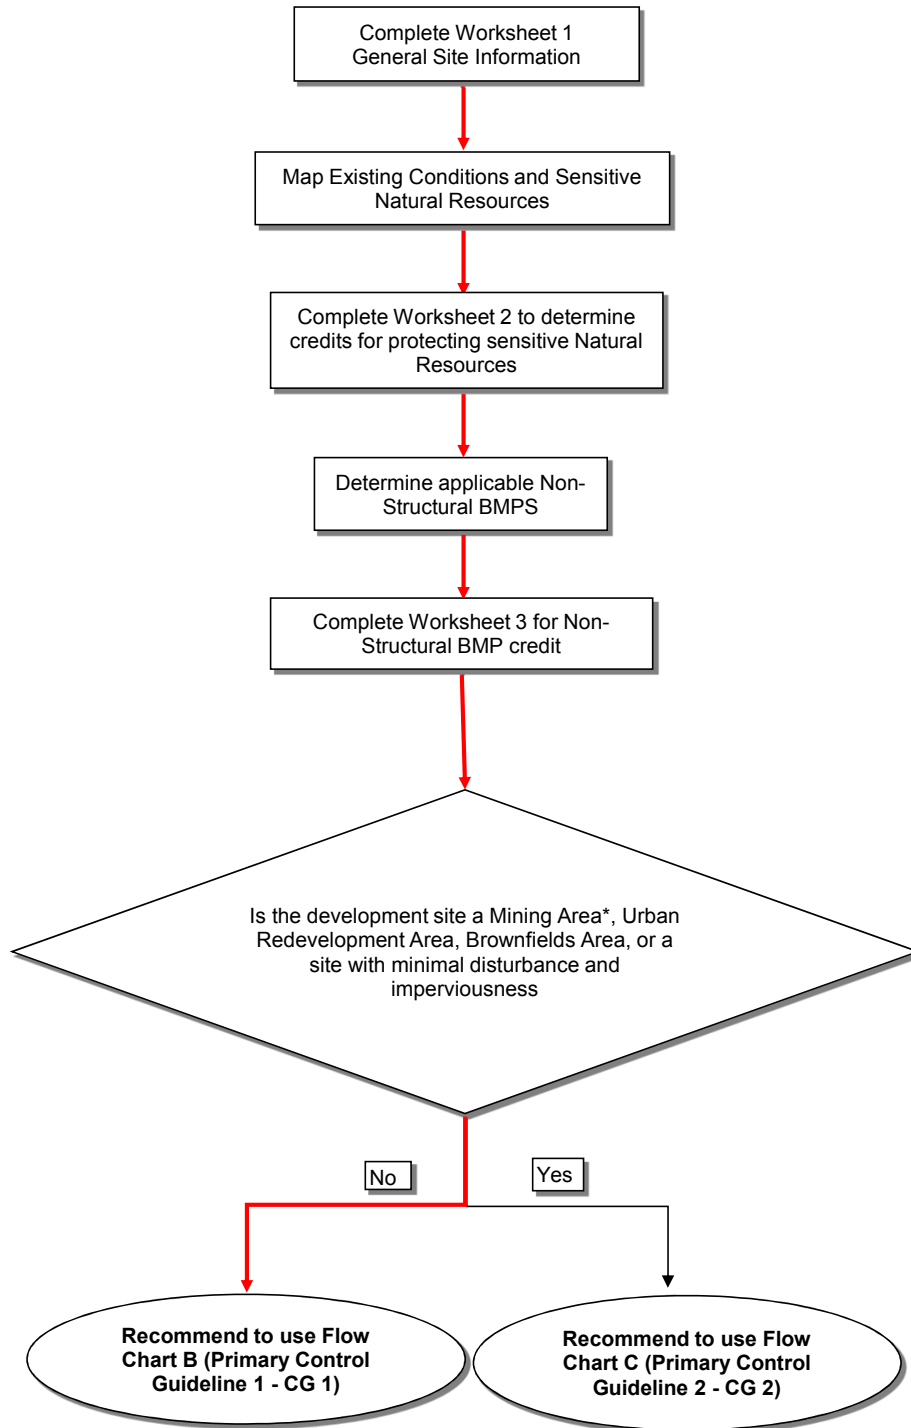 Complete Worksheet 1
General Site Information
Map Existing Conditions and Sensitive
Natural Resources
Complete Worksheet 2 to determine
credits for protecting sensitive Natural
Resources
Determine applicable Non-
Structural BMPS
Complete Worksheet 3 for Non-
Structural BMP credit
Is the development site a Mining Area*, Urban
Redevelopment Area, Brownfields Area, or a
site with minimal disturbance and
imperviousness
No
Yes
Recommend to use Flow
Chart B (Primary Control
Guideline 1 - CG 1)
Recommend to use Flow
Chart C (Primary Control
Guideline 2 - CG 2)